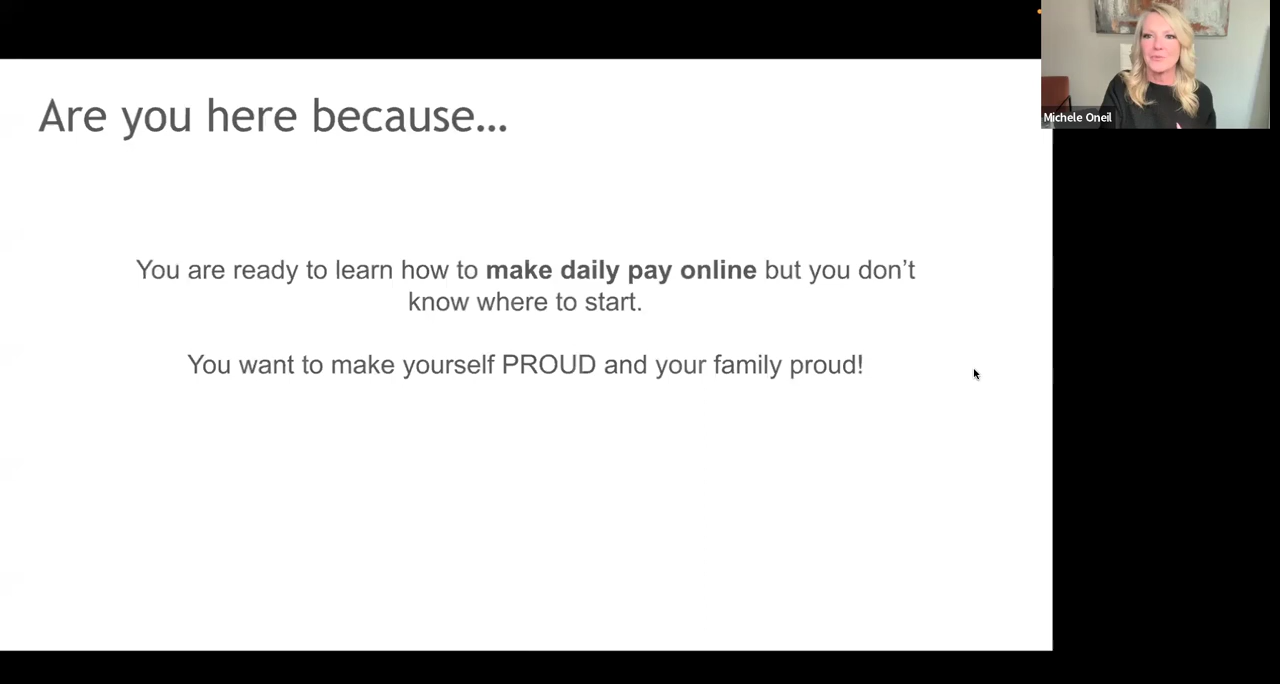 Are you here because...
Michele Oneil
You are ready to learn how to make daily pay online but you don’t
know where to start.
You want to make yourself PROUD and your family proud!